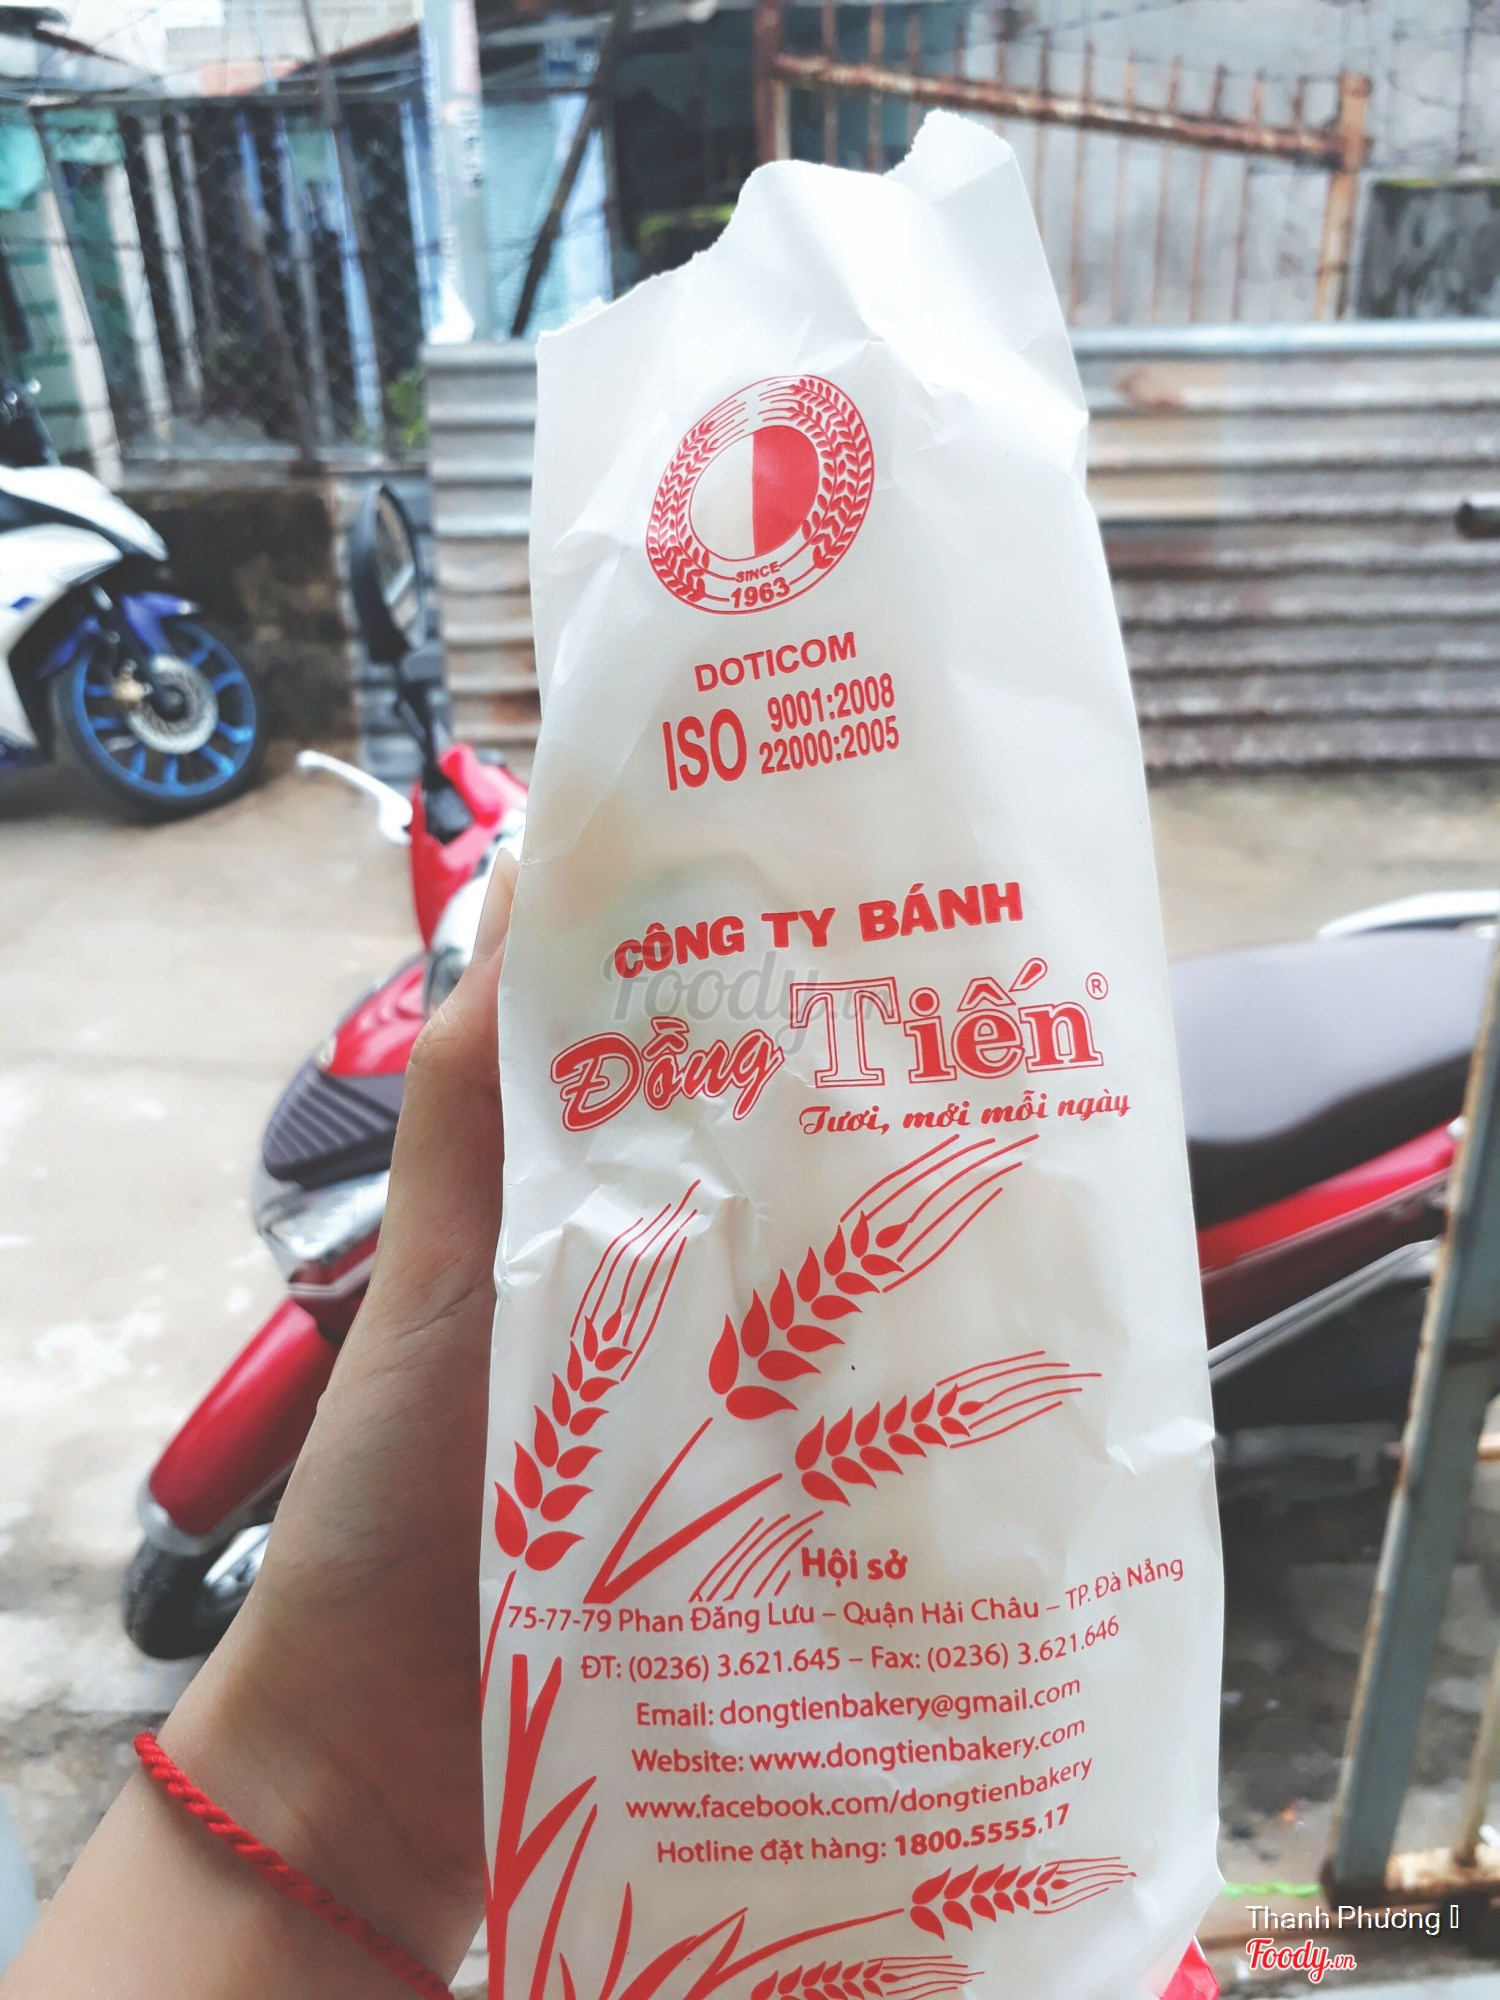 SINCE
1963
DOTICOM
ISO 9001:2008
22000:2005
CÔNG TY BÁNH
Foody.vn
Đồng Tiến ®
Tươi, mới mỗi ngày
Hội sở
75-77-79 Phan Đăng Lưu – Quận Hải Châu – TP. Đà Nẵng
ĐT: (0236) 3.621.645 – Fax: (0236) 3.621.646
Email: dongtienbakery@gmail.com
Website: www.dongtienbakery.com
www.facebook.com/dongtienbakery
Hotline đặt hàng: 1800.5555.17
Thanh Phương
Foody.vn